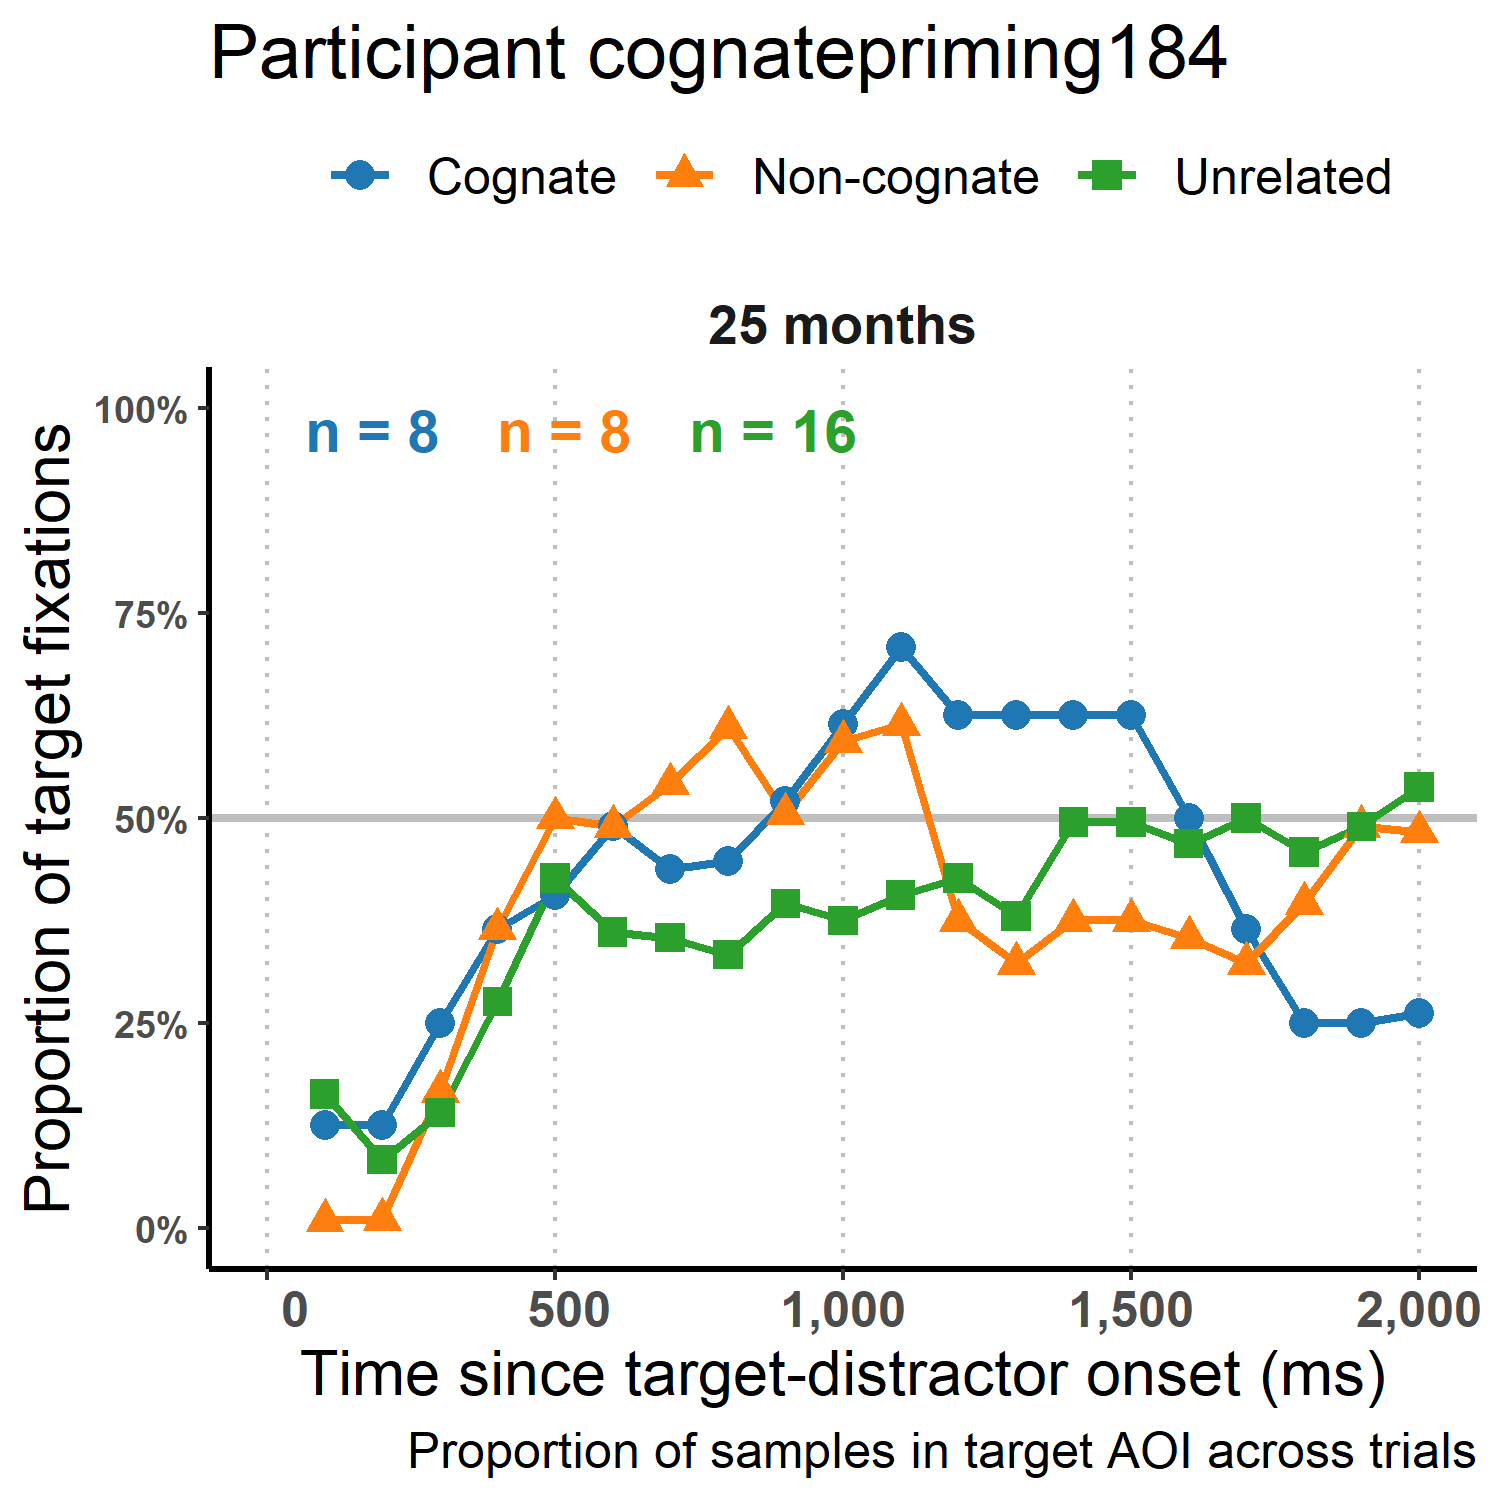 Participant cognatepriming184
Cognate Non-cognate Unrelated
25 months
100%
n = 8 n = 8 n = 16
75%
50%
25%
0%
Proportion of target fixations
0 500 1,000 1,500 2,000
Time since target-distractor onset (ms)
Proportion of samples in target AOI across trials